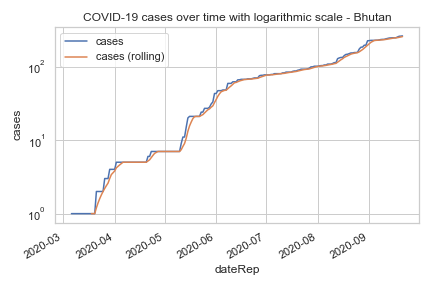 COVID-19 cases over time with logarithmic scale - Bhutan
cases
cases (rolling)
10²
10¹
10⁰
cases
2020-03
2020-04
2020-05
2020-06
2020-07
2020-08
2020-09
dateRep